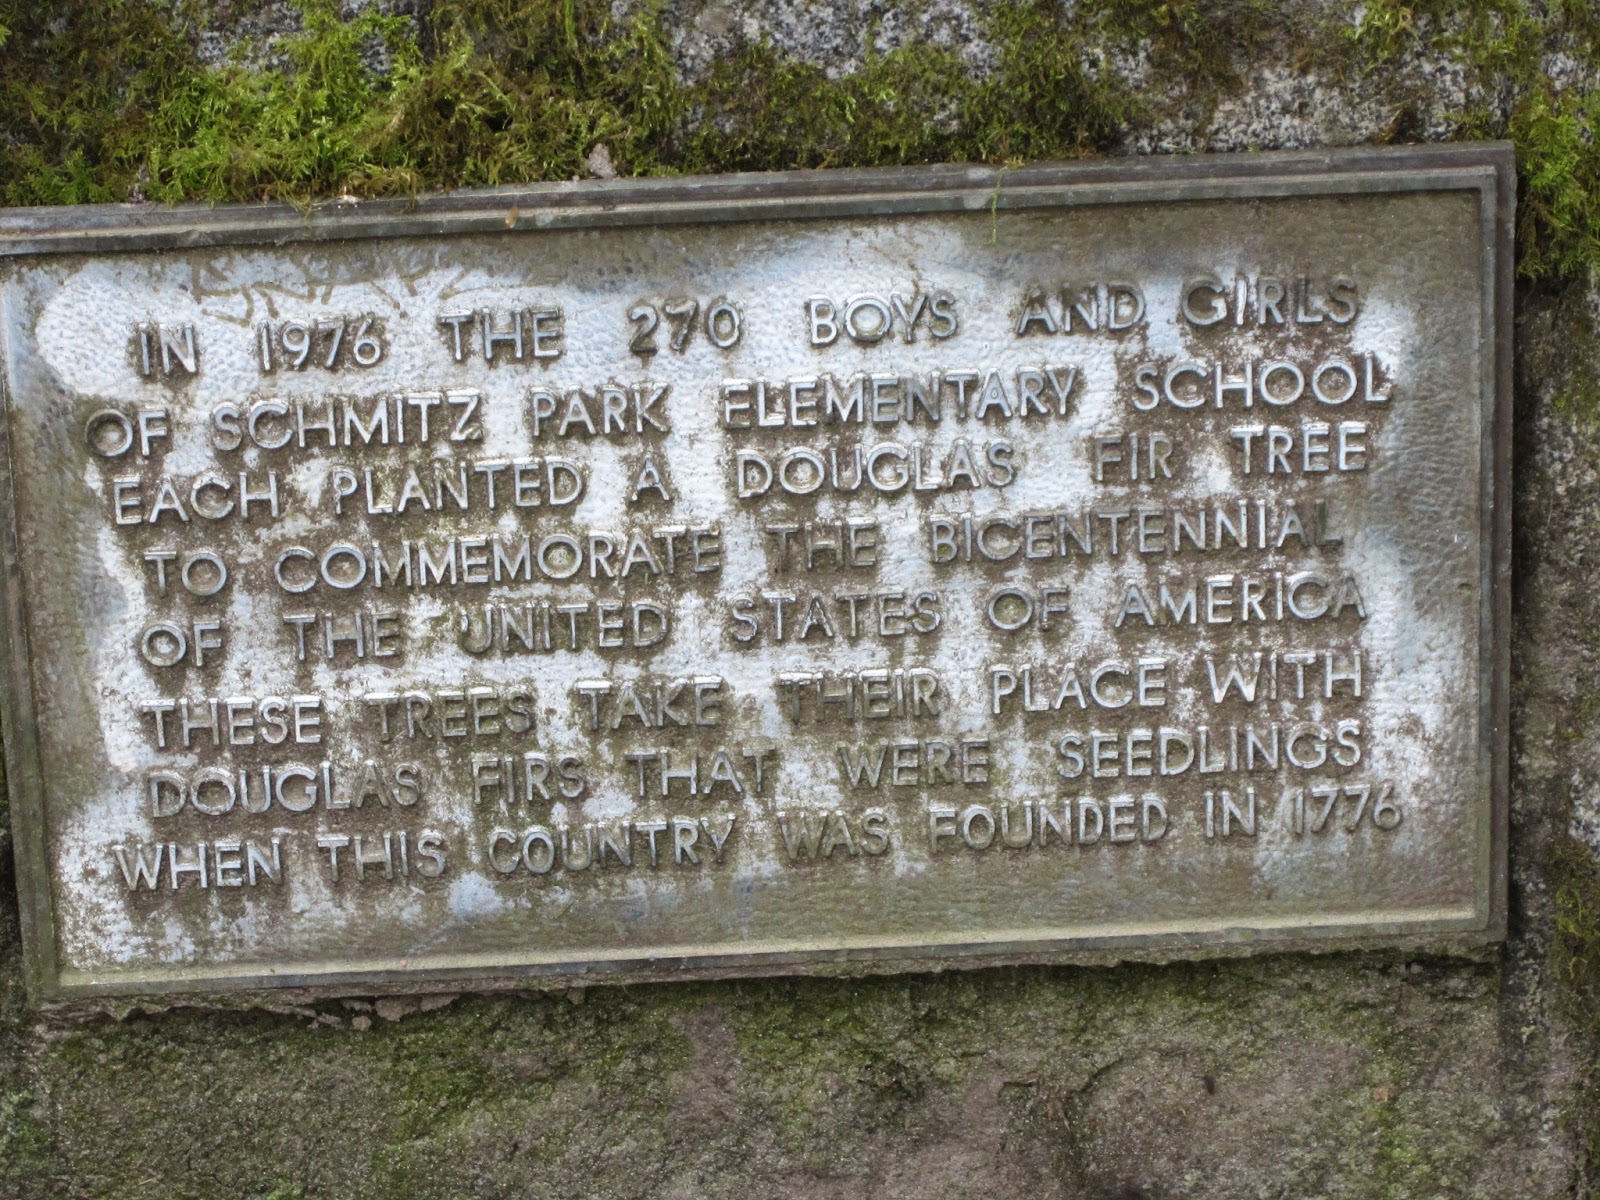 IN 1976 THE 270 BOYS AND GIRLS
OF SCHMITZ PARK ELEMENTARY SCHOOL
EACH PLANTED A DOUGLAS FIR TREE
TO COMMEMORATE THE BICENTENNIAL
OF THE UNITED STATES OF AMERICA
THESE TREES TAKE THEIR PLACE WITH
DOUGLAS FIRS THAT WERE SEEDLINGS
WHEN THIS COUNTRY WAS FOUNDED IN 1776